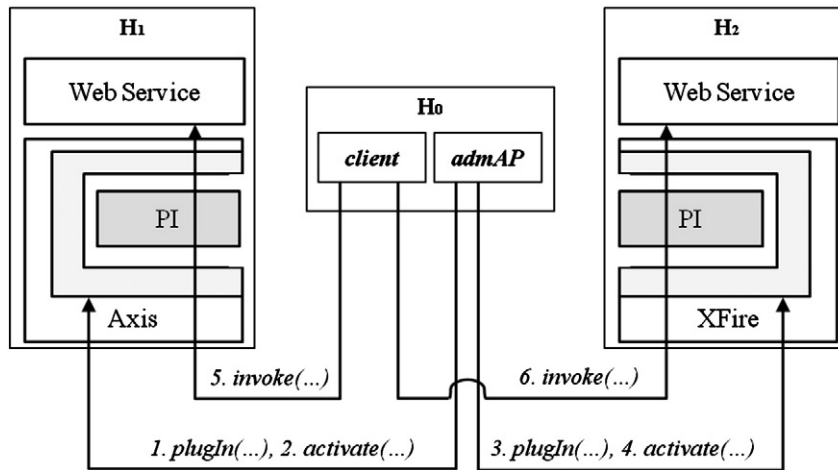 H₁
Web Service
PI
Axis
H₀
client
admAP
H₂
Web Service
PI
XFire
5. invoke(...)
6. invoke(...)
1. plugIn(...), 2. activate(...)
3. plugIn(...), 4. activate(...)